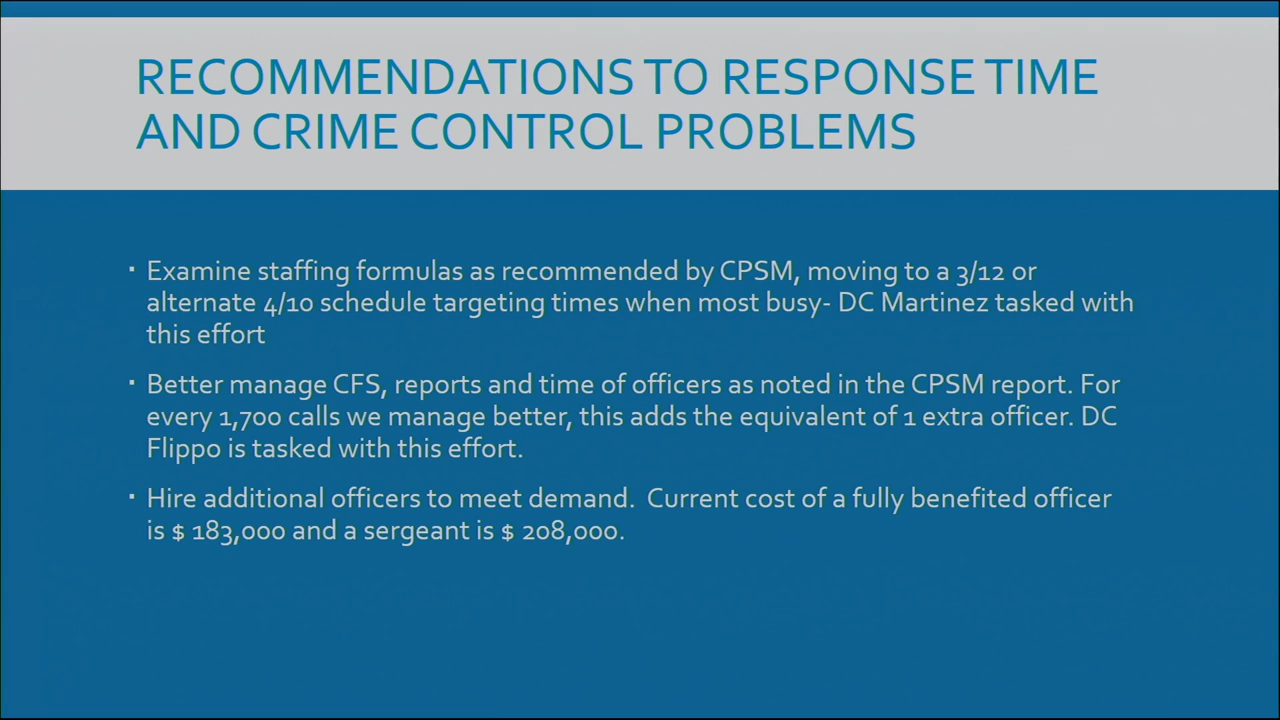 RECOMMENDATIONS TO RESPONSE TIME
AND CRIME CONTROL PROBLEMS
▪ Examine staffing formulas as recommended by CPSM, moving to a 3/12 or
alternate 4/10 schedule targeting times when most busy- DC Martinez tasked with
this effort
▪ Better manage CFS, reports and time of officers as noted in the CPSM report. For
every 1,700 calls we manage better, this adds the equivalent of 1 extra officer. DC
Flippo is tasked with this effort.
▪ Hire additional officers to meet demand.  Current cost of a fully benefited officer
is $ 183,000 and a sergeant is $ 208,000.